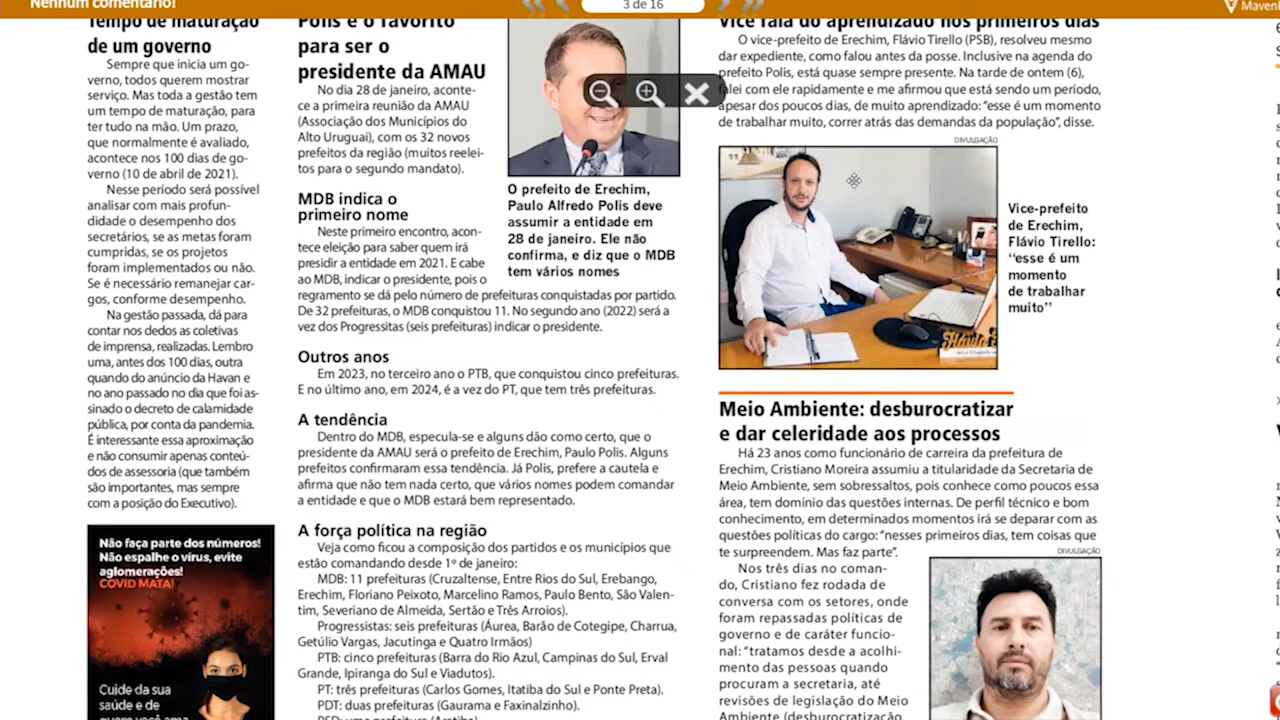 Nenhum comentário!
3 de 16
Tempo de maturação
de um governo
Sempre que inicia um go-
verno, todos querem mostrar
serviço. Mas toda a gestão tem
um tempo de maturação, para
ter tudo na mão. Um prazo,
que normalmente é avaliado,
acontece nos 100 dias de go-
verno (10 de abril de 2021).
Nesse período será possível
analisar com mais profun-
didade o desempenho dos
secretários, se as metas foram
cumpridas, se os projetos
foram implementados ou não.
Se é necessário remanejar car-
gos, conforme desempenho.
Na gestão passada, dá para
contar nos dedos as coletivas
de imprensa, realizadas. Lembro
uma, antes dos 100 dias, outra
quando do anúncio da Havan e
no ano passado no dia que foi as-
sinado o decreto de calamidade
pública, por conta da pandemia.
É interessante essa aproximação
e não consumir apenas conteú-
dos de assessoria (que também
são importantes, mas sempre
com a posição do Executivo).
Não faça parte dos números!
Não espalhe o vírus, evite
aglomerações!
COVID MATA!
Cuide da sua
saúde e de
quem você ama
Polis é o favorito
para ser o
presidente da AMAU
No dia 28 de janeiro, aconte-
ce a primeira reunião da AMAU
(Associação dos Municípios do
Alto Uruguai), com os 32 novos
prefeitos da região (muitos reelei-
tos para o segundo mandato).
MDB indica o
primeiro nome
Neste primeiro encontro, acon-
tece eleição para saber quem irá
presidir a entidade em 2021. E cabe
ao MDB, indicar o presidente, pois o
regramento se dá pelo número de prefeituras conquistadas por partido.
De 32 prefeituras, o MDB conquistou 11. No segundo ano (2022) será a
vez dos Progressitas (seis prefeituras) indicar o presidente.
O prefeito de Erechim,
Paulo Alfredo Polis deve
assumir a entidade em
28 de janeiro. Ele não
confirma, e diz que o MDB
tem vários nomes
Outros anos
Em 2023, no terceiro ano o PTB, que conquistou cinco prefeituras.
E no último ano, em 2024, é a vez do PT, que tem três prefeituras.
A tendência
Dentro do MDB, especula-se e alguns dão como certo, que o
presidente da AMAU será o prefeito de Erechim, Paulo Polis. Alguns
prefeitos confirmaram essa tendência. Já Polis, prefere a cautela e
afirma que não tem nada certo, que vários nomes podem comandar
a entidade e que o MDB estará bem representado.
A força política na região
Veja como ficou a composição dos partidos e os municípios que
estão comandando desde 1º de janeiro:
MDB: 11 prefeituras (Cruzaltense, Entre Rios do Sul, Erebango,
Erechim, Floriano Peixoto, Marcelino Ramos, Paulo Bento, São Valen-
tim, Severiano de Almeida, Sertão e Três Arroios).
Progressistas: seis prefeituras (Áurea, Barão de Cotegipe, Charrua,
Getúlio Vargas, Jacutinga e Quatro Irmãos)
PTB: cinco prefeituras (Barra do Rio Azul, Campinas do Sul, Erval
Grande, Ipiranga do Sul e Viadutos).
PT: três prefeituras (Carlos Gomes, Itatiba do Sul e Ponte Preta).
PDT: duas prefeituras (Gaurama e Faxinalzinho).
Vice fala do aprendizado nos primeiros dias
O vice-prefeito de Erechim, Flávio Tirello (PSB), resolveu mesmo
dar expediente, como falou antes da posse. Inclusive na agenda do
prefeito Polis, está quase sempre presente. Na tarde de ontem (6),
falei com ele rapidamente e me afirmou que está sendo um período,
apesar dos poucos dias, de muito aprendizado: “esse é um momento
de trabalhar muito, correr atrás das demandas da população”, disse.
DIVULGAÇÃO
Vice-prefeito
de Erechim,
Flávio Tirello:
“esse é um
momento
de trabalhar
muito”
Meio Ambiente: desburocratizar
e dar celeridade aos processos
Há 23 anos como funcionário de carreira da prefeitura de
Erechim, Cristiano Moreira assumiu a titularidade da Secretaria de
Meio Ambiente, sem sobressaltos, pois conhece como poucos essa
área, tem domínio das questões internas. De perfil técnico e bom
conhecimento, em determinados momentos irá se deparar com as
questões políticas do cargo: “nesses primeiros dias, tem coisas que
te surpreendem. Mas faz parte”.
DIVULGAÇÃO
Nos três dias no coman-
do, Cristiano fez rodada de
conversa com os setores, onde
foram repassadas políticas de
governo e de caráter funcio-
nal: “tratamos desde a acolhi-
mento das pessoas quando
procuram a secretaria, até
revisões de legislação do Meio
Ambiente (desburocratização